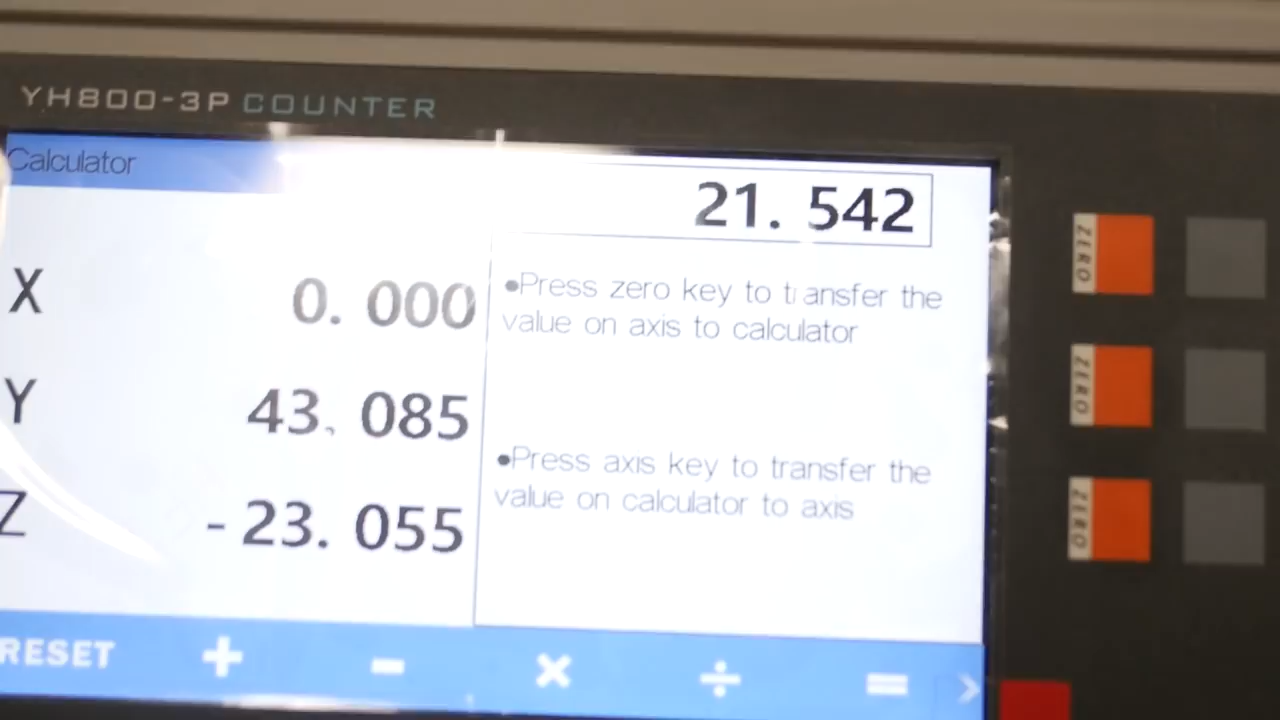 YH800-3P COUNTER
Calculator
21. 542
X 0. 000
Y 43. 085
Z -23. 055
•Press zero key to transfer the
value on axis to calculator
•Press axis key to transfer the
value on calculator to axis
RESET + - × ÷ = >
ZERO
ZERO
ZERO